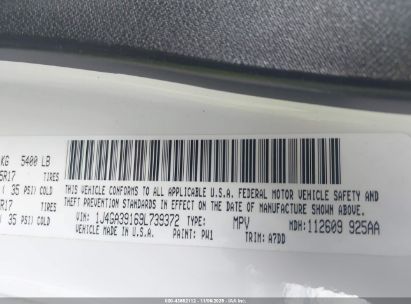 KG 5400 LB
5R17 TIRES
( 35 PSI) COLD
R17 TIRES
35 PSI) COLD
THIS VEHICLE CONFORMS TO ALL APPLICABLE U.S.A. FEDERAL MOTOR VEHICLE SAFETY AND
THEFT PREVENTION STANDARDS IN EFFECT ON THE DATE OF MANUFACTURE SHOWN ABOVE.
VIN: 1J4GA39169L739372 TYPE: MPV MDH: 112609 925AA
MADE IN U.S.A. PAINT: PW1 TRIM: A7DD